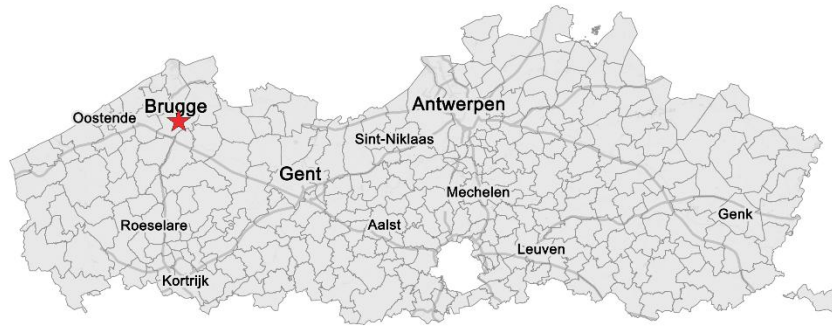 Antwerpen
Brugge
Oostende
Sint-Niklaas
Gent
Mechelen
Genk
Roeselare
Aalst
Leuven
Kortrijk